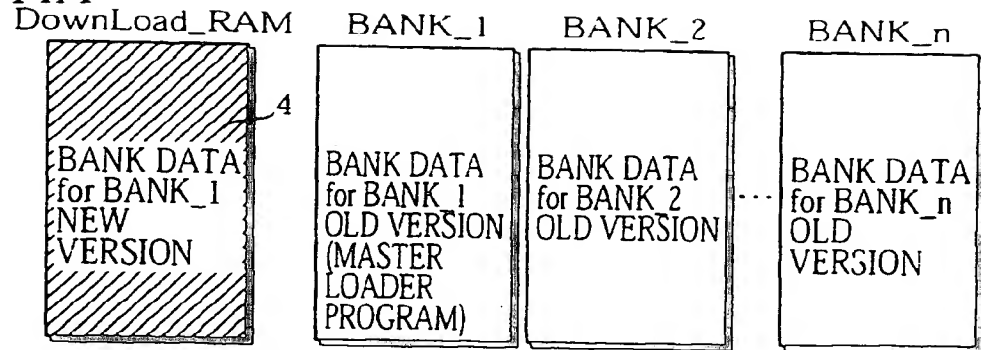 DownLoad_RAM
BANK_1
BANK_2
BANK_n
4
BANK DATA
for BANK_1
NEW
VERSION
BANK DATA
for BANK_1
OLD VERSION
(MASTER
LOADER
PROGRAM)
BANK DATA
for BANK_2
OLD VERSION
...
BANK DATA
for BANK_n
OLD
VERSION